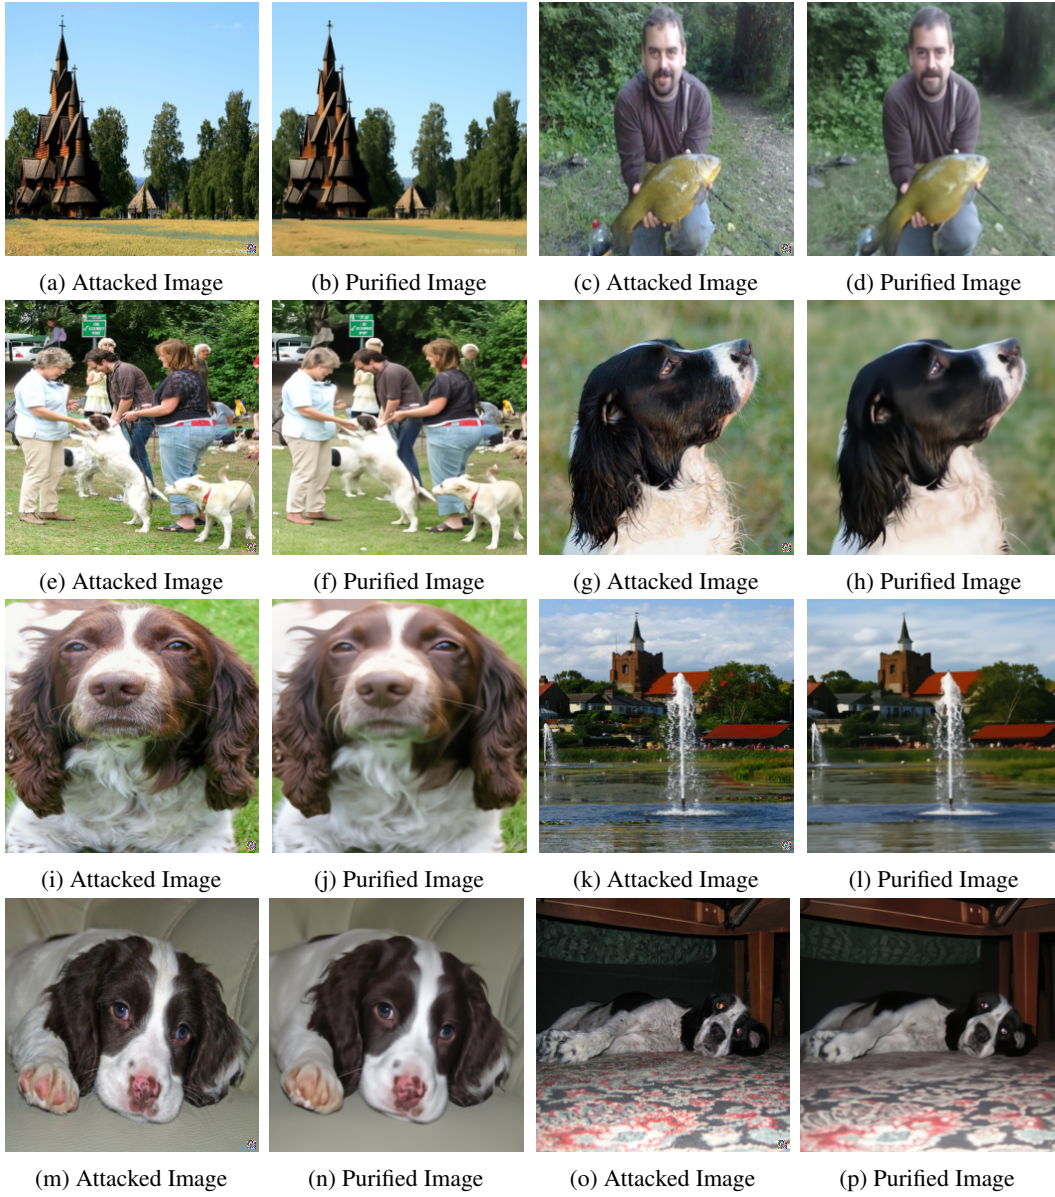 (a) Attacked Image
(b) Purified Image
(c) Attacked Image
(d) Purified Image
(e) Attacked Image
(f) Purified Image
(g) Attacked Image
(h) Purified Image
(i) Attacked Image
(j) Purified Image
(k) Attacked Image
(l) Purified Image
(m) Attacked Image
(n) Purified Image
(o) Attacked Image
(p) Purified Image